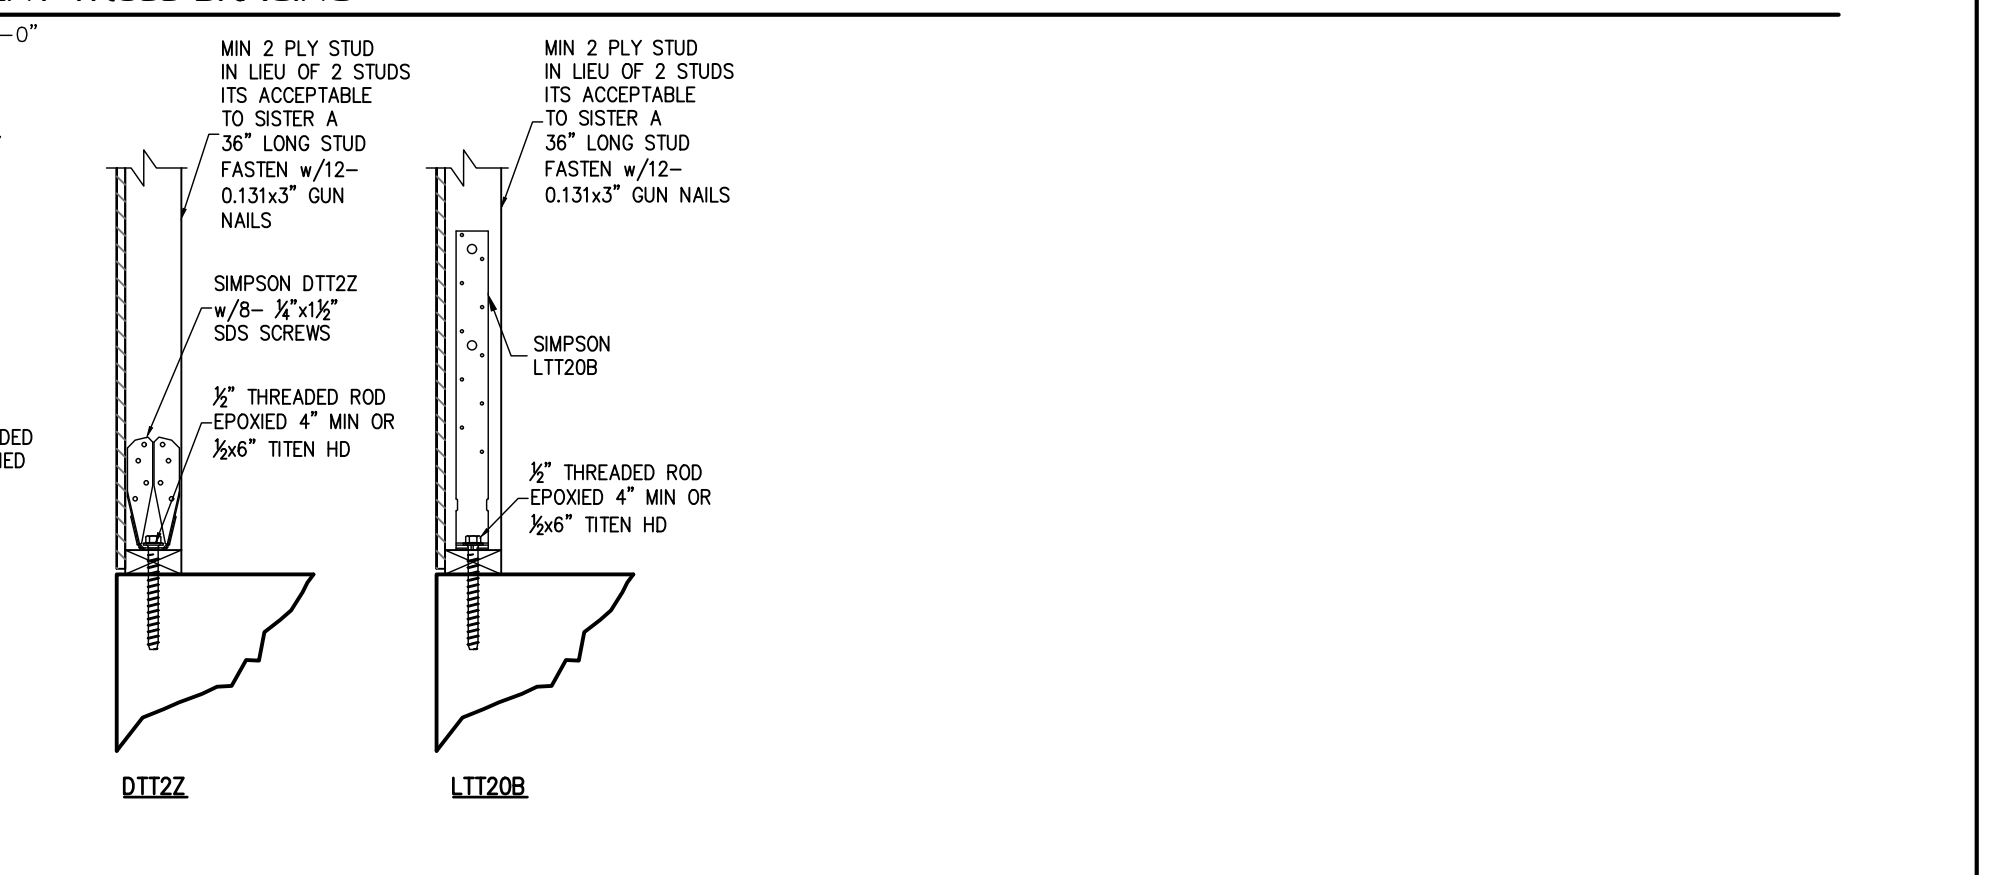 -0"
MIN 2 PLY STUD
IN LIEU OF 2 STUDS
ITS ACCEPTABLE
TO SISTER A
36" LONG STUD
FASTEN w/12-
0.131x3" GUN
NAILS
SIMPSON DTT2Z
w/8- ¼"x1½"
SDS SCREWS
½" THREADED ROD
EPOXIED 4" MIN OR
½x6" TITEN HD
DTT2Z
MIN 2 PLY STUD
IN LIEU OF 2 STUDS
ITS ACCEPTABLE
TO SISTER A
36" LONG STUD
FASTEN w/12-
0.131x3" GUN NAILS
SIMPSON
LTT20B
½" THREADED ROD
EPOXIED 4" MIN OR
½x6" TITEN HD
LTT20B
DED
IED